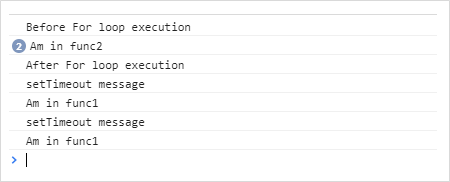 Before For loop execution
2 Am in func2
After For loop execution
setTimeout message
Am in func1
setTimeout message
Am in func1
>